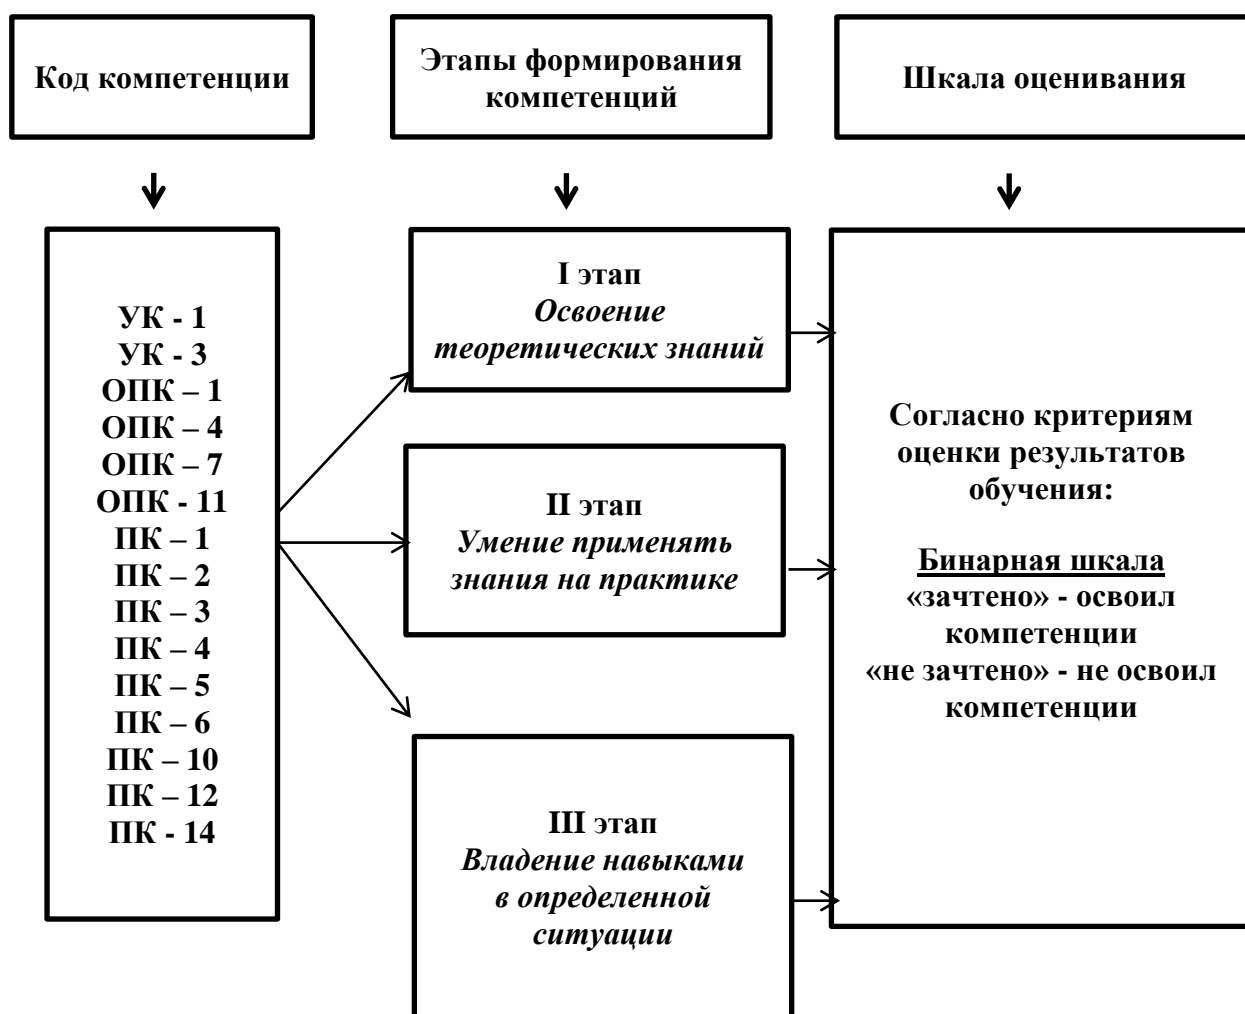 Код компетенции
Этапы формирования
компетенций
Шкала оценивания
УК - 1
УК - 3
ОПК – 1
ОПК – 4
ОПК – 7
ОПК - 11
ПК – 1
ПК – 2
ПК – 3
ПК – 4
ПК – 5
ПК – 6
ПК – 10
ПК – 12
ПК - 14
I этап
Освоение
теоретических знаний
II этап
Умение применять
знания на практике
III этап
Владение навыками
в определенной
ситуации
Согласно критериям
оценки результатов
обучения:
Бинарная шкала
«зачтено» - освоил
компетенции
«не зачтено» - не освоил
компетенции